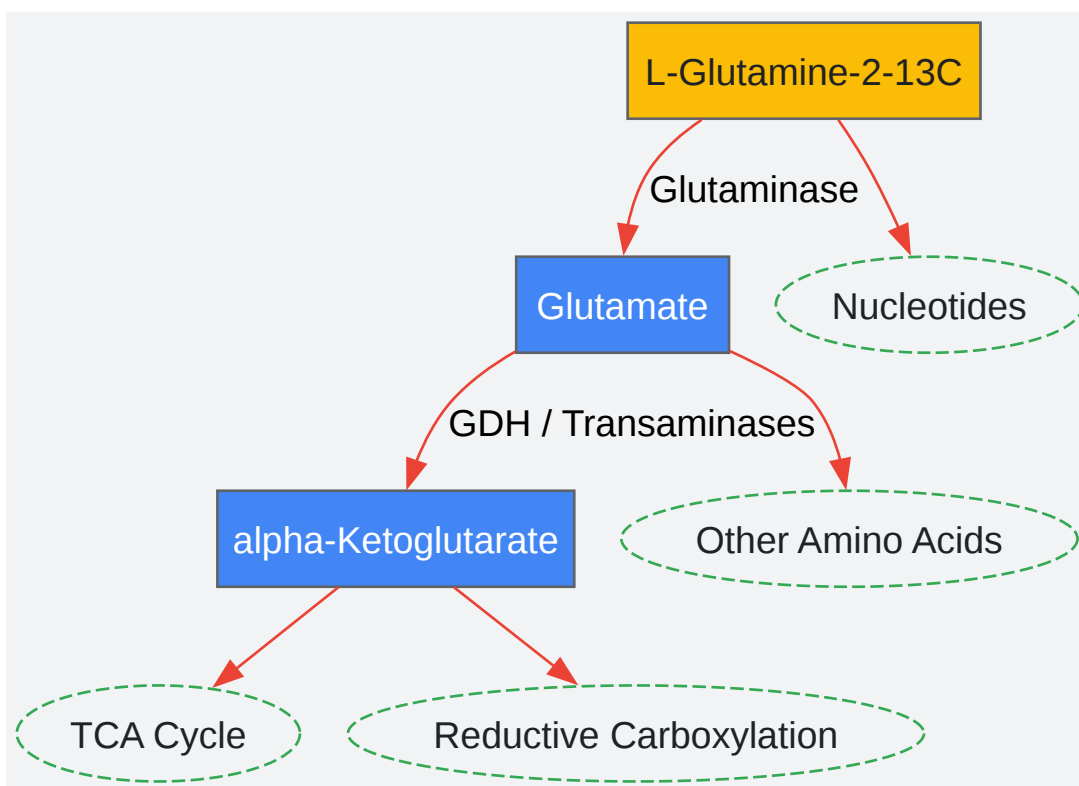 L-Glutamine-2-13C
Glutaminase
Glutamate
Nucleotides
GDH / Transaminases
alpha-Ketoglutarate
Other Amino Acids
TCA Cycle
Reductive Carboxylation